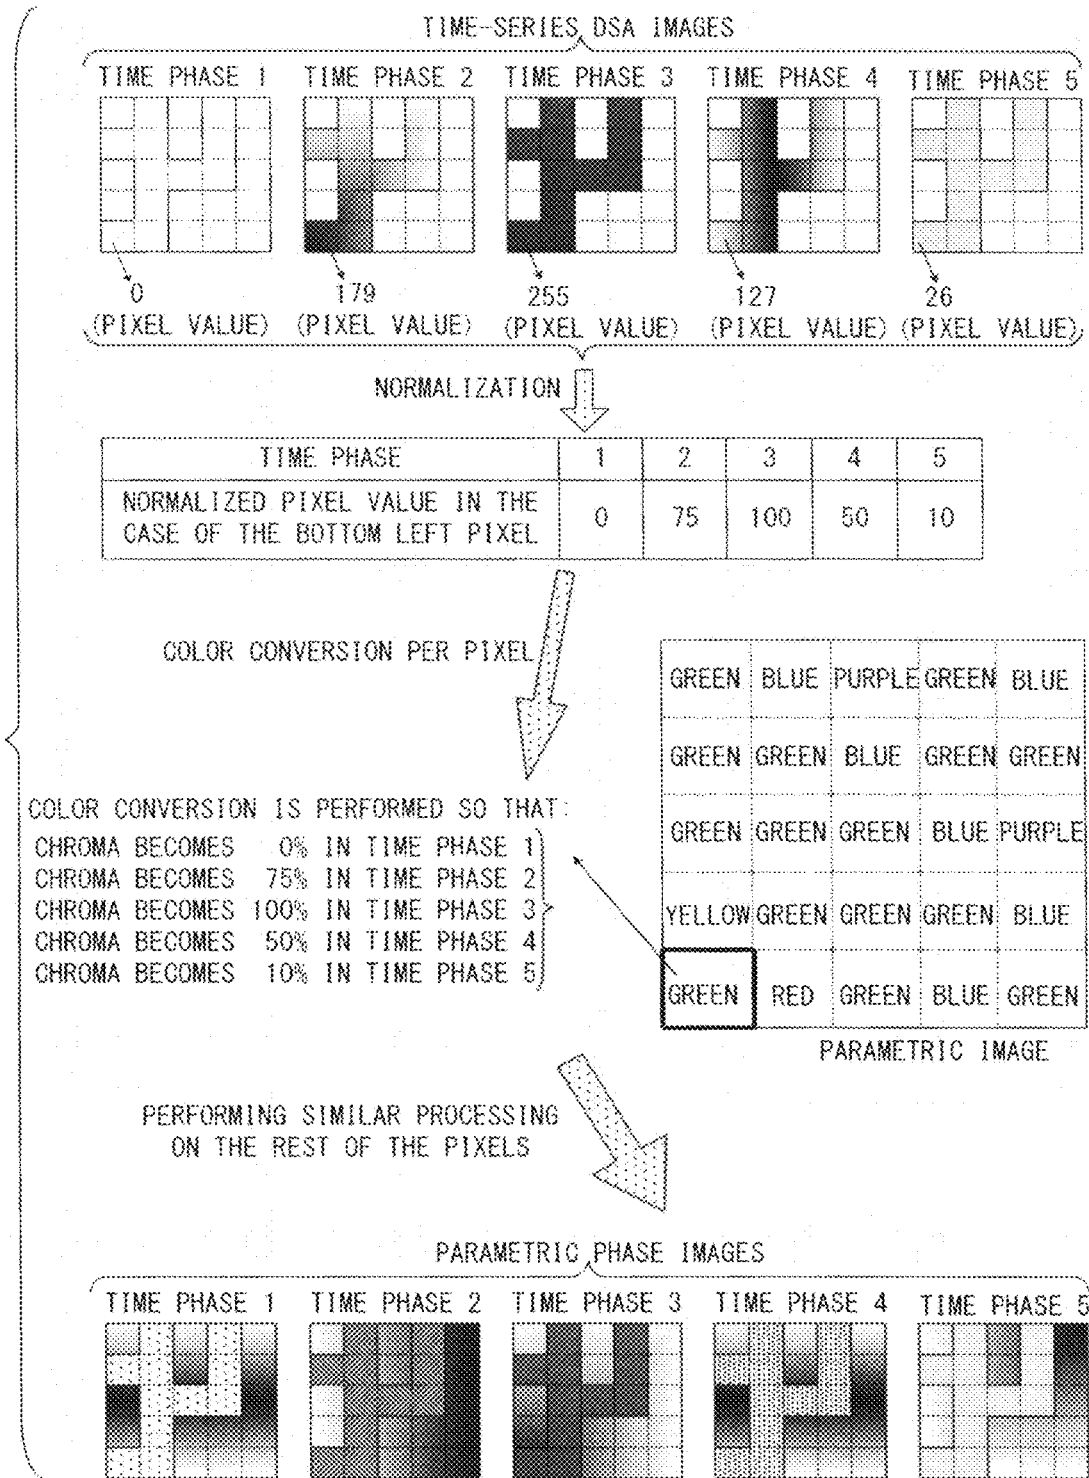 TIME-SERIES DSA IMAGES
TIME PHASE 1 TIME PHASE 2 TIME PHASE 3 TIME PHASE 4 TIME PHASE 5
0 179 255 127 26
(PIXEL VALUE) (PIXEL VALUE) (PIXEL VALUE) (PIXEL VALUE) (PIXEL VALUE)
NORMALIZATION
TIME PHASE 1 2 3 4 5
NORMALIZED PIXEL VALUE IN THE
CASE OF THE BOTTOM LEFT PIXEL 0 75 100 50 10
COLOR CONVERSION PER PIXEL
GREEN BLUE PURPLE GREEN BLUE
GREEN GREEN BLUE GREEN GREEN
GREEN GREEN GREEN BLUE PURPLE
YELLOW GREEN GREEN GREEN BLUE
GREEN RED GREEN BLUE GREEN
PARAMETRIC IMAGE
COLOR CONVERSION IS PERFORMED SO THAT:
CHROMA BECOMES 0% IN TIME PHASE 1
CHROMA BECOMES 75% IN TIME PHASE 2
CHROMA BECOMES 100% IN TIME PHASE 3
CHROMA BECOMES 50% IN TIME PHASE 4
CHROMA BECOMES 10% IN TIME PHASE 5
PERFORMING SIMILAR PROCESSING
ON THE REST OF THE PIXELS
PARAMETRIC PHASE IMAGES
TIME PHASE 1 TIME PHASE 2 TIME PHASE 3 TIME PHASE 4 TIME PHASE 5